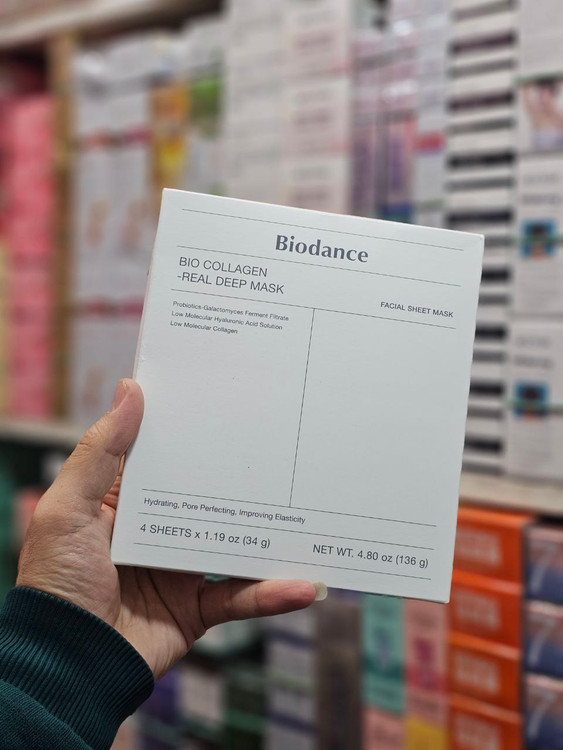 Biodance
BIO COLLAGEN
-REAL DEEP MASK
FACIAL SHEET MASK
Probiotics-Galactomyces Ferment Filtrate
Low Molecular Hyaluronic Acid Solution
Low Molecular Collagen
Hydrating, Pore Perfecting, Improving Elasticity
4 SHEETS x 1.19 oz (34 g)
NET WT. 4.80 oz (136 g)